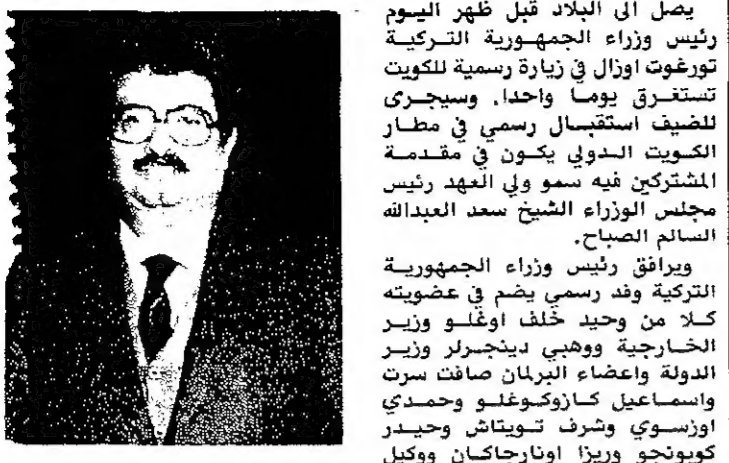 يصل الى البلاد قبل ظهر اليوم
رئيس وزراء الجمهورية التركية
تورغوت اوزال في زيارة رسمية للكويت
تستغرق يوما واحدا، وسيجرى
للضيف استقبال رسمي في مطار
الكويت الدولي يكون في مقدمة
المشتركين فيه سمو ولي العهد رئيس
مجلس الوزراء الشيخ سعد العبدالله
السالم الصباح.
ويرافق رئيس وزراء الجمهورية
التركية وفد رسمي يضم في عضويته
كلا من وحيد خلف اوغلو وزير
الخارجية ووهبي دينجرلر وزير
الدولة واعضاء البرلمان صافت سرت
واسماعيل كازوكوغلو وحمدي
اوزسوي وشرف تويتاش وحيدر
كويونجو وريزا اونارجاكان ووكيل